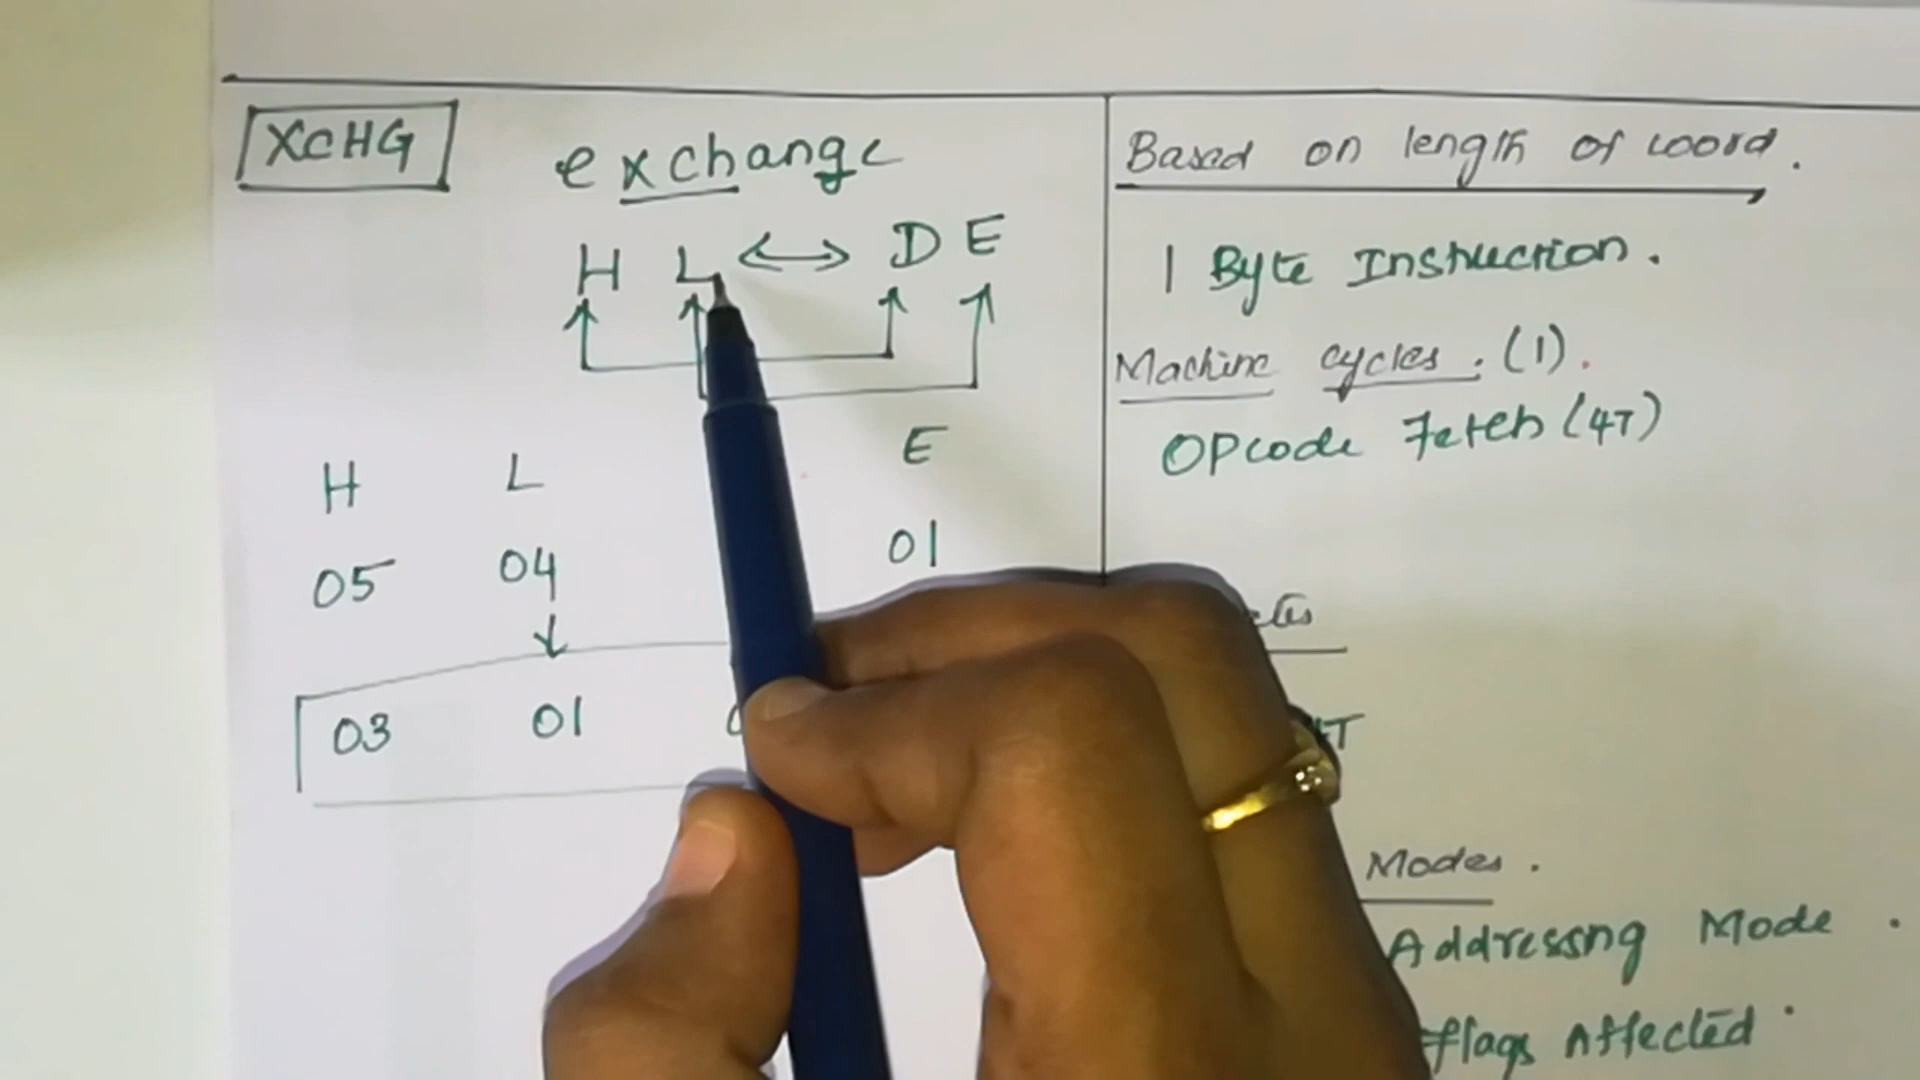 XCHG
exchange
H L <-> D E
H L E
05 04 01
03 01
Based on length of woord.
1 Byte Instruction.
Machine cycles. (1).
Opcode Fetch (4T)
Modes.
Addressing Mode.
flags Affected.